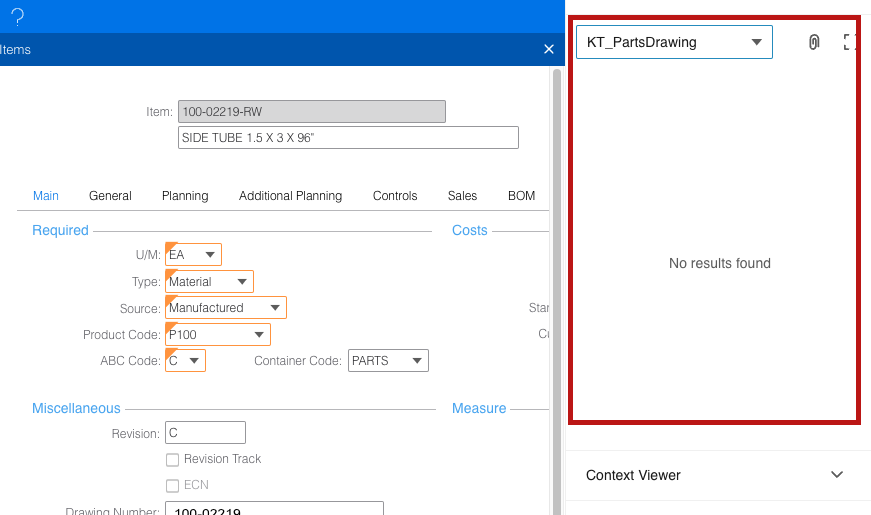 ?
Items
Item: 100-02219-RW
SIDE TUBE 1.5 X 3 X 96"
Main General Planning Additional Planning Controls Sales BOM
Required Costs
U/M: EA
Type: Material
Source: Manufactured Star
Product Code: P100 Cu
ABC Code: C Container Code: PARTS
Miscellaneous Measure
Revision: C
Revision Track
ECN
Drawing Number: 100-02219
KT_PartsDrawing
No results found
Context Viewer